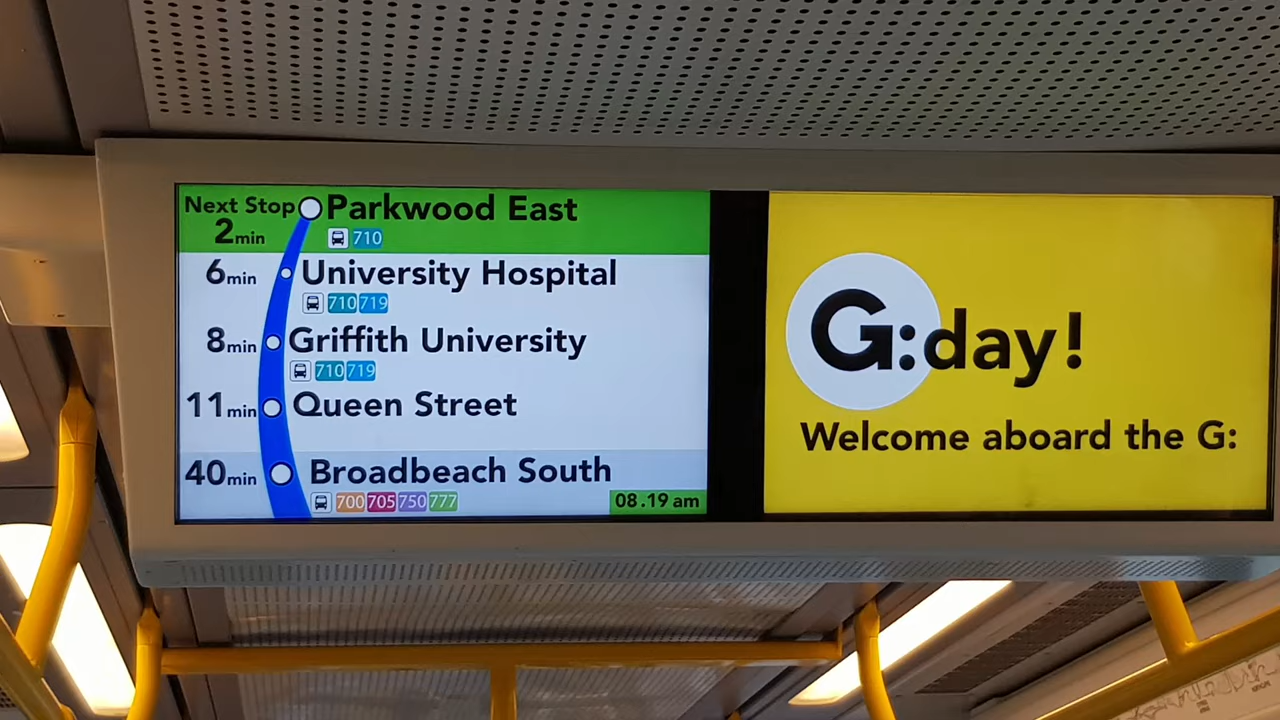 Next Stop Parkwood East
2min 710
6min University Hospital
710 719
8min Griffith University
710 719
11min Queen Street
40min Broadbeach South
700 705 750 777
08.19 am
G:day!
Welcome aboard the G: